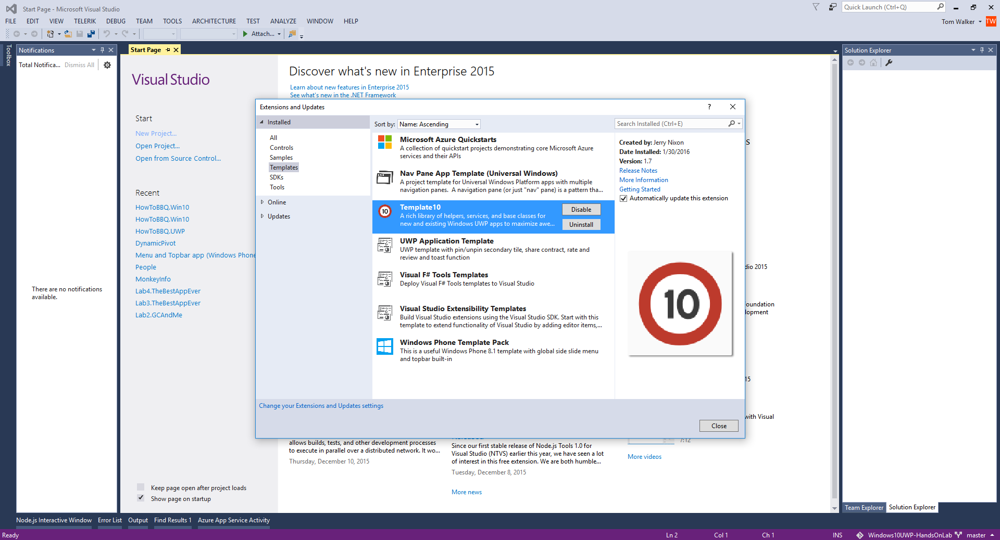 Start Page - Microsoft Visual Studio
Quick Launch (Ctrl+Q)
FILE EDIT VIEW TELERIK DEBUG TEAM TOOLS ARCHITECTURE TEST ANALYZE WINDOW HELP
Tom Walker TW
Attach...
Toolbox
Notifications
Total Notifica... Dismiss All
There are no notifications
available.
Start Page
Visual Studio
Start
New Project...
Open Project...
Open from Source Control...
Recent
HowToBBQ.Win10
HowToBBQ.Win10
HowToBBQ.UWP
DynamicPivot
Menu and Topbar app (Windows Phone
People
MonkeyInfo
Lab4.TheBestAppEver
Lab3.TheBestAppEver
Lab2.GCAndMe
Keep page open after project loads
Show page on startup
Discover what's new in Enterprise 2015
Learn about new features in Enterprise 2015
See what's new in the .NET Framework
Extensions and Updates
?
Installed
All
Controls
Samples
Templates
SDKs
Tools
Online
Updates
Sort by: Name: Ascending
Search Installed (Ctrl+E)
Microsoft Azure Quickstarts
A collection of quickstart projects demonstrating core Microsoft Azure
services and their APIs
Nav Pane App Template (Universal Windows)
A project template for Universal Windows Platform apps with multiple
navigation panes. A navigation pane (or just "nav" pane) is a pattern tha...
10
Template10
A rich library of helpers, services, and base classes for
new and existing Windows UWP apps to maximize awe...
Disable
Uninstall
UWP Application Template
UWP template with pin/unpin secondary tile, share contract, rate and
review and toast function
Visual F# Tools Templates
Deploy Visual F# Tools templates to Visual Studio
Visual Studio Extensibility Templates
Build Visual Studio extensions using the Visual Studio SDK. Start with this
template to extend functionality of Visual Studio by adding editor items,...
Windows Phone Template Pack
This is a useful Windows Phone 8.1 template with global side slide menu
and topbar built-in
Created by: Jerry Nixon
Date Installed: 1/30/2016
Version: 1.7
Release Notes
More Information
Getting Started
Automatically update this extension
10
Change your Extensions and Updates settings
Close
s
dio 2015
oundation
lopment
15
with Visual
allows builds, tests, and other development processes
to execute in parallel over a distributed network. It wo...
Thursday, December 10, 2015
Since our first stable release of Node.js Tools 1.0 for
Visual Studio (NTVS) earlier this year, we have seen a lot
of interest in this free extension. We are both humble...
Tuesday, December 8, 2015
More news
7:12
More videos
Solution Explorer
Team Explorer Solution Explorer
Node.js Interactive Window Error List Output Find Results 1 Azure App Service Activity
Ready Ln 2 Col 1 Ch 1 INS Windows10UWP-HandsOnLab master